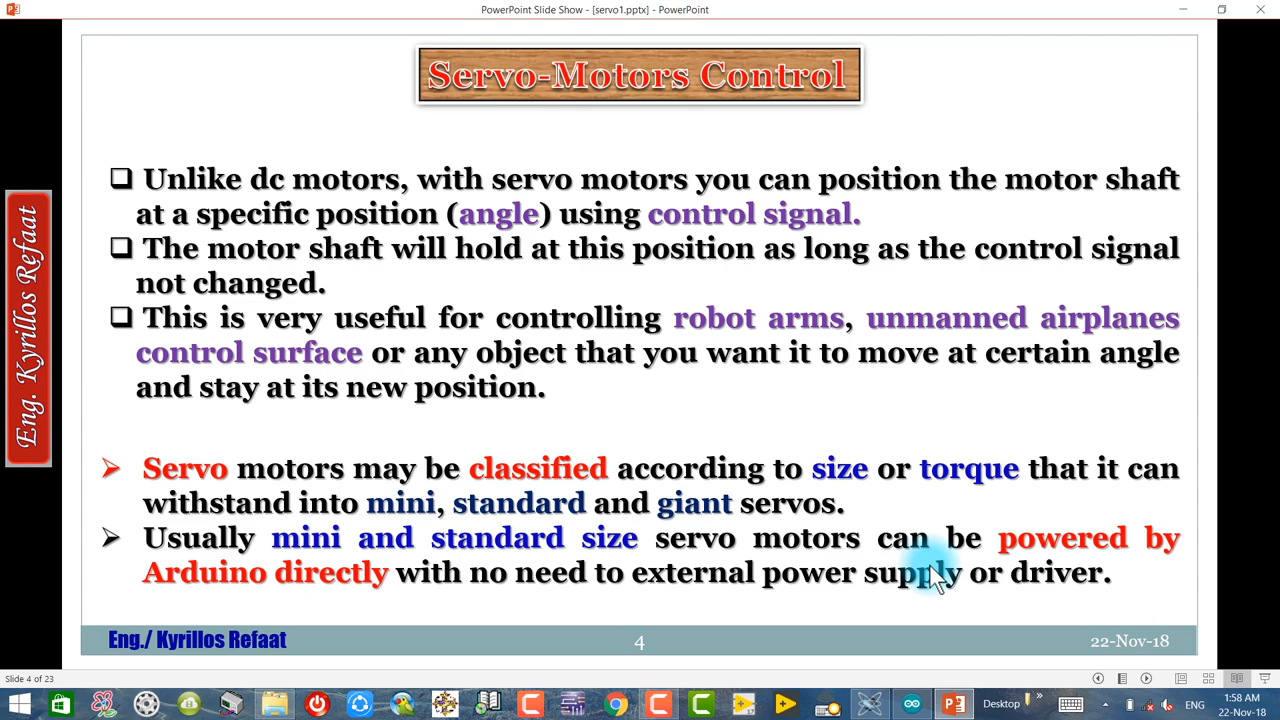 PowerPoint Slide Show - [servo1.pptx] - PowerPoint
Servo-Motors Control
Eng. Kyrillos Refaat
Unlike dc motors, with servo motors you can position the motor shaft
at a specific position (angle) using control signal.
The motor shaft will hold at this position as long as the control signal
not changed.
This is very useful for controlling robot arms, unmanned airplanes
control surface or any object that you want it to move at certain angle
and stay at its new position.
Servo motors may be classified according to size or torque that it can
withstand into mini, standard and giant servos.
Usually mini and standard size servo motors can be powered by
Arduino directly with no need to external power supply or driver.
Eng./ Kyrillos Refaat
4
22-Nov-18
Slide 4 of 23
Desktop
ENG
1:58 AM
22-Nov-18